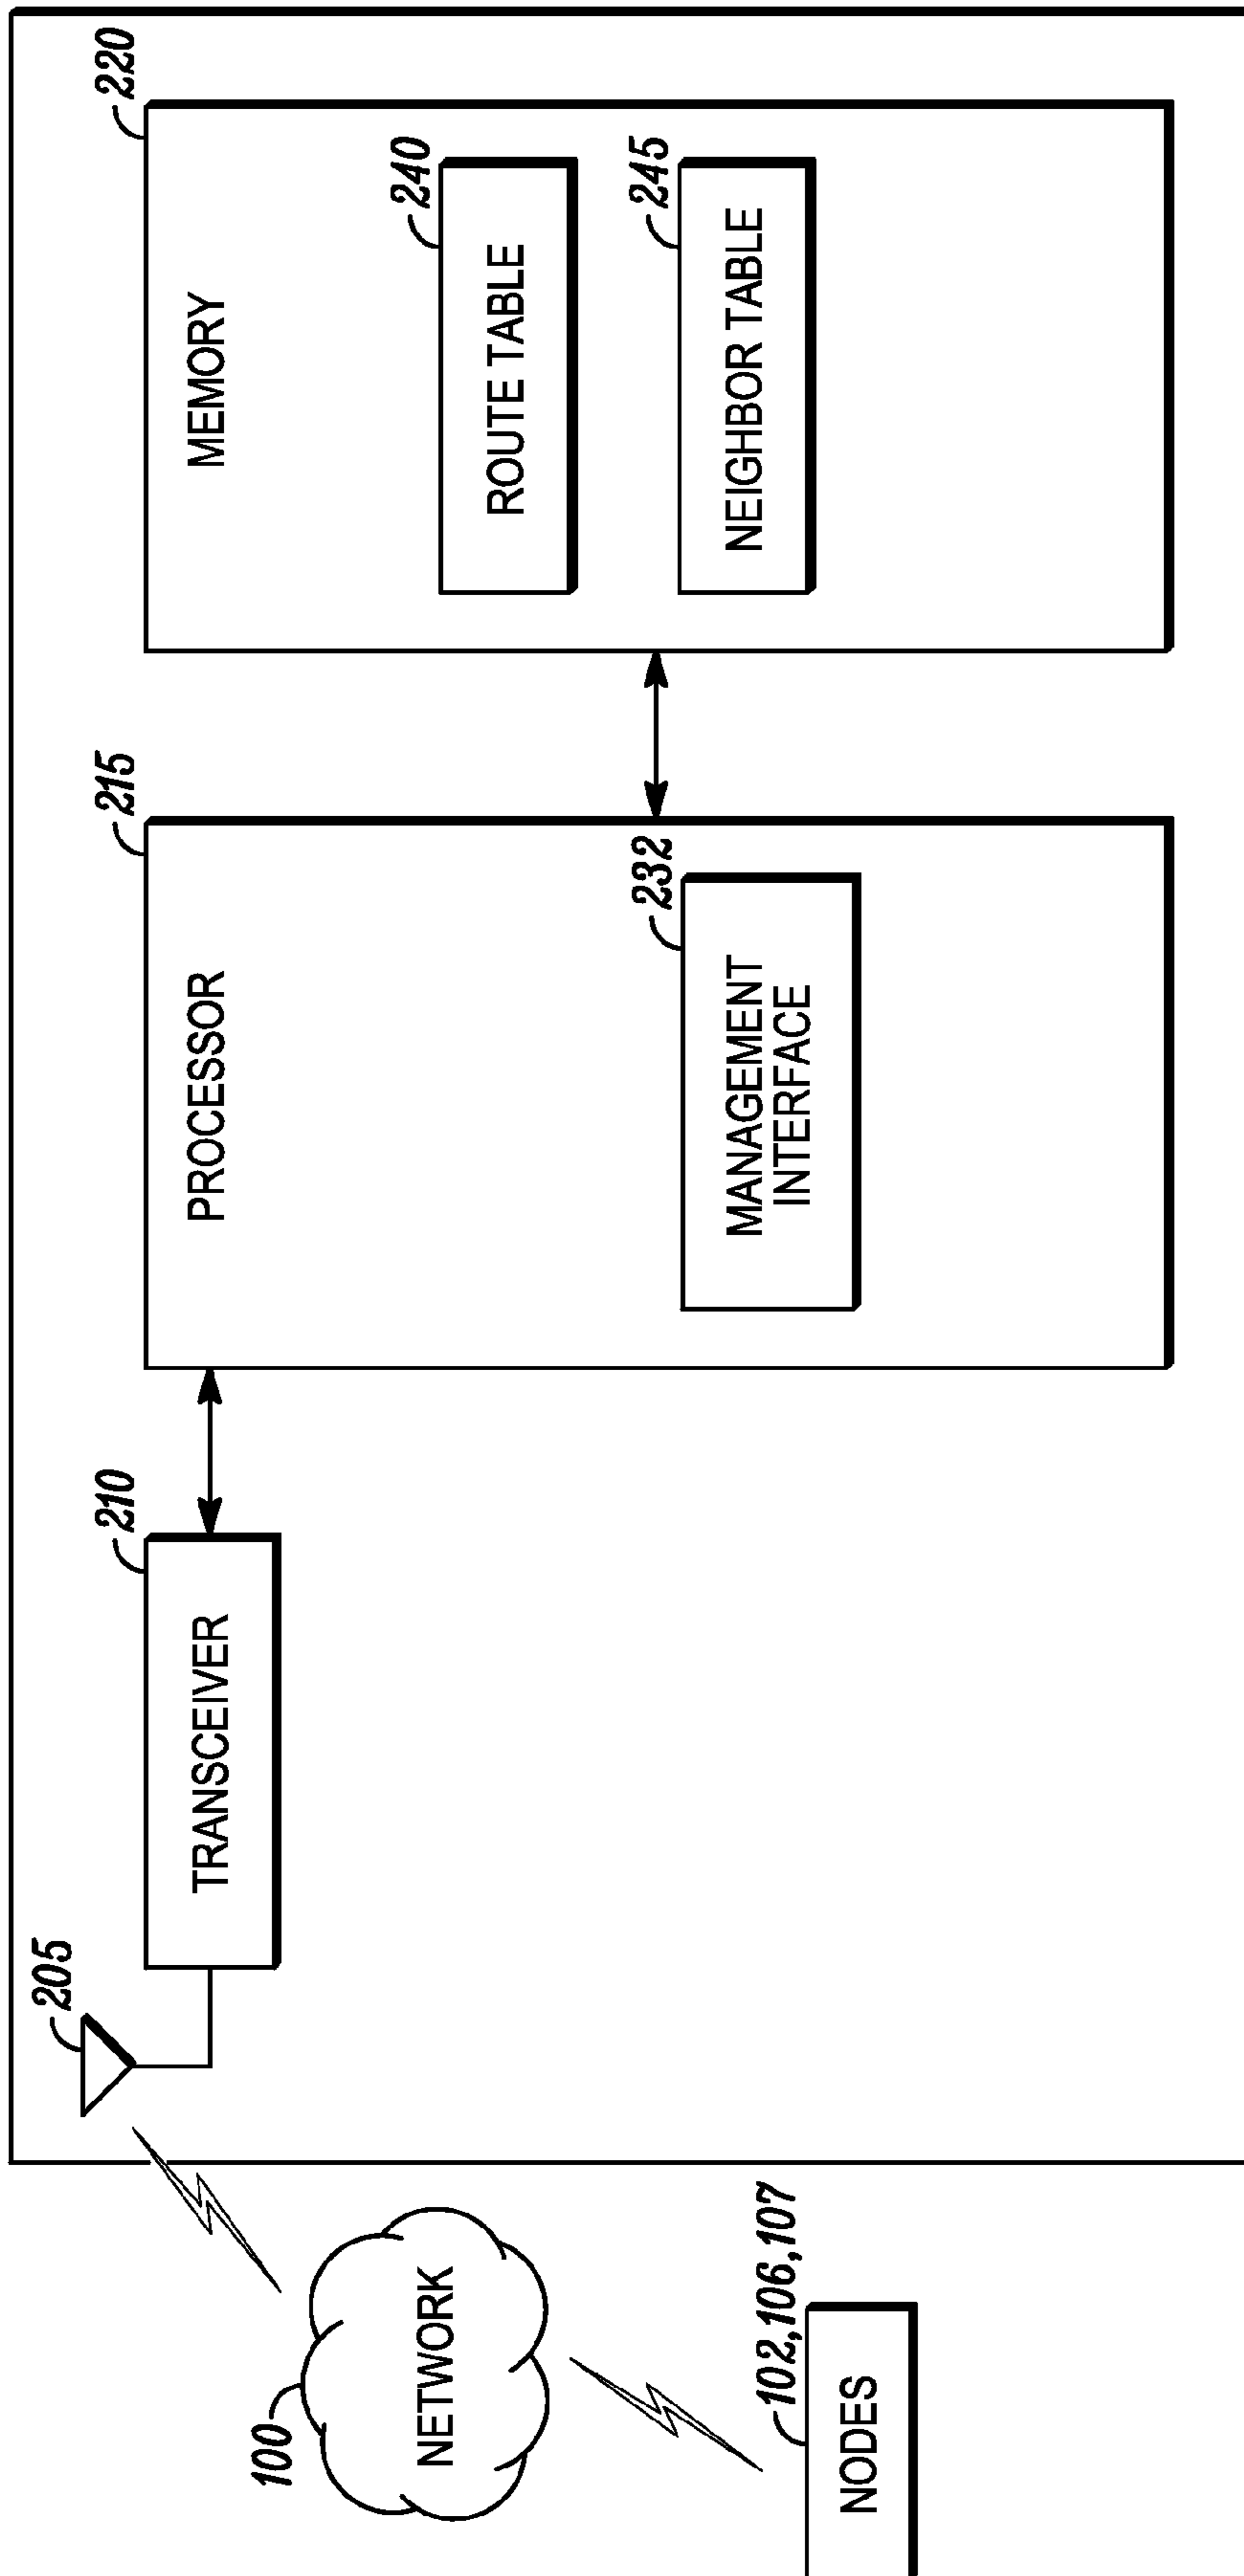 205
210
TRANSCEIVER
215
PROCESSOR
232
MANAGEMENT
INTERFACE
220
MEMORY
240
ROUTE TABLE
245
NEIGHBOR TABLE
100
NETWORK
102,106,107
NODES